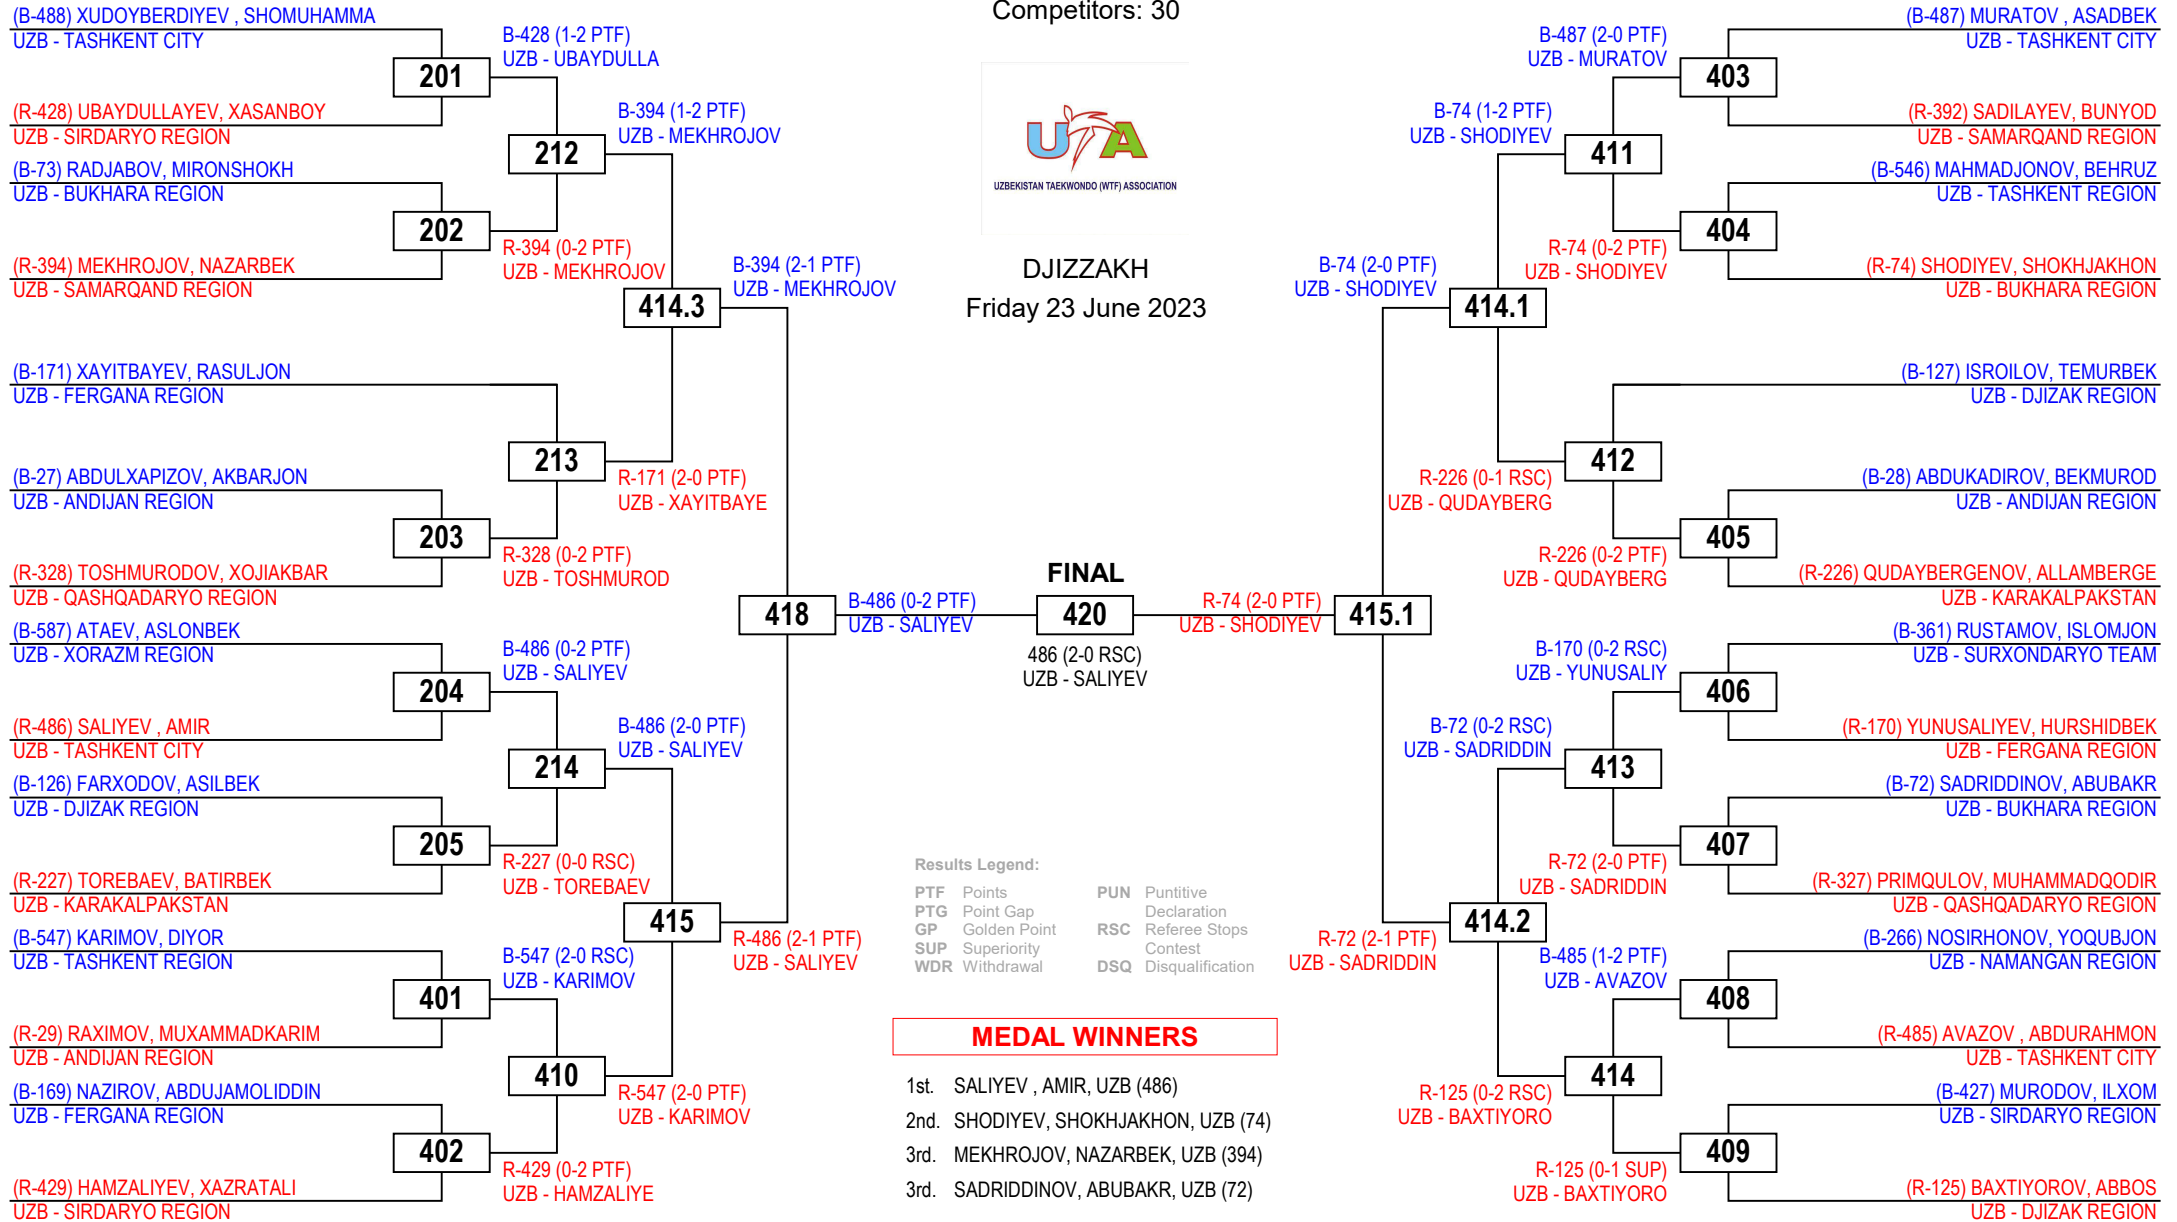 Competitors: 30
UTA
UZBEKISTAN TAEKWONDO (WTF) ASSOCIATION
DJIZZAKH
Friday 23 June 2023
(B-488) XUDOYBERDIYEV , SHOMUHAMMA
UZB - TASHKENT CITY
201
(R-428) UBAYDULLAYEV, XASANBOY
UZB - SIRDARYO REGION
(B-73) RADJABOV, MIRONSHOKH
UZB - BUKHARA REGION
202
(R-394) MEKHROJOV, NAZARBEK
UZB - SAMARQAND REGION
(B-171) XAYITBAYEV, RASULJON
UZB - FERGANA REGION
(B-27) ABDULXAPIZOV, AKBARJON
UZB - ANDIJAN REGION
203
(R-328) TOSHMURODOV, XOJIAKBAR
UZB - QASHQADARYO REGION
(B-587) ATAEV, ASLONBEK
UZB - XORAZM REGION
204
(R-486) SALIYEV , AMIR
UZB - TASHKENT CITY
(B-126) FARXODOV, ASILBEK
UZB - DJIZAK REGION
205
(R-227) TOREBAEV, BATIRBEK
UZB - KARAKALPAKSTAN
(B-547) KARIMOV, DIYOR
UZB - TASHKENT REGION
401
(R-29) RAXIMOV, MUXAMMADKARIM
UZB - ANDIJAN REGION
(B-169) NAZIROV, ABDUJAMOLIDDIN
UZB - FERGANA REGION
402
(R-429) HAMZALIYEV, XAZRATALI
UZB - SIRDARYO REGION
B-428 (1-2 PTF)
UZB - UBAYDULLA
212
R-394 (0-2 PTF)
UZB - MEKHROJOV
213
R-328 (0-2 PTF)
UZB - TOSHMUROD
B-486 (0-2 PTF)
UZB - SALIYEV
214
R-227 (0-0 RSC)
UZB - TOREBAEV
B-547 (2-0 RSC)
UZB - KARIMOV
410
R-429 (0-2 PTF)
UZB - HAMZALIYE
B-394 (1-2 PTF)
UZB - MEKHROJOV
414.3
R-171 (2-0 PTF)
UZB - XAYITBAYE
B-486 (2-0 PTF)
UZB - SALIYEV
415
R-547 (2-0 PTF)
UZB - KARIMOV
B-394 (2-1 PTF)
UZB - MEKHROJOV
418
R-486 (2-1 PTF)
UZB - SALIYEV
B-486 (0-2 PTF)
UZB - SALIYEV
FINAL
420
486 (2-0 RSC)
UZB - SALIYEV
R-74 (2-0 PTF)
UZB - SHODIYEV
415.1
B-74 (2-0 PTF)
UZB - SHODIYEV
R-72 (2-1 PTF)
UZB - SADRIDDIN
B-74 (1-2 PTF)
UZB - SHODIYEV
414.1
R-226 (0-1 RSC)
UZB - QUDAYBERG
B-72 (0-2 RSC)
UZB - SADRIDDIN
414.2
R-125 (0-2 RSC)
UZB - BAXTIYORO
B-487 (2-0 PTF)
UZB - MURATOV
411
R-74 (0-2 PTF)
UZB - SHODIYEV
412
R-226 (0-2 PTF)
UZB - QUDAYBERG
B-170 (0-2 RSC)
UZB - YUNUSALIY
413
R-72 (2-0 PTF)
UZB - SADRIDDIN
B-485 (1-2 PTF)
UZB - AVAZOV
414
R-125 (0-1 SUP)
UZB - BAXTIYORO
(B-487) MURATOV , ASADBEK
UZB - TASHKENT CITY
403
(R-392) SADILAYEV, BUNYOD
UZB - SAMARQAND REGION
(B-546) MAHMADJONOV, BEHRUZ
UZB - TASHKENT REGION
404
(R-74) SHODIYEV, SHOKHJAKHON
UZB - BUKHARA REGION
(B-127) ISROILOV, TEMURBEK
UZB - DJIZAK REGION
(B-28) ABDUKADIROV, BEKMUROD
UZB - ANDIJAN REGION
405
(R-226) QUDAYBERGENOV, ALLAMBERGE
UZB - KARAKALPAKSTAN
(B-361) RUSTAMOV, ISLOMJON
UZB - SURXONDARYO TEAM
406
(R-170) YUNUSALIYEV, HURSHIDBEK
UZB - FERGANA REGION
(B-72) SADRIDDINOV, ABUBAKR
UZB - BUKHARA REGION
407
(R-327) PRIMQULOV, MUHAMMADQODIR
UZB - QASHQADARYO REGION
(B-266) NOSIRHONOV, YOQUBJON
UZB - NAMANGAN REGION
408
(R-485) AVAZOV , ABDURAHMON
UZB - TASHKENT CITY
(B-427) MURODOV, ILXOM
UZB - SIRDARYO REGION
409
(R-125) BAXTIYOROV, ABBOS
UZB - DJIZAK REGION
Results Legend:
PTF Points PUN Puntitive
PTG Point Gap Declaration
GP Golden Point RSC Referee Stops
SUP Superiority Contest
WDR Withdrawal DSQ Disqualification
MEDAL WINNERS
1st. SALIYEV , AMIR, UZB (486)
2nd. SHODIYEV, SHOKHJAKHON, UZB (74)
3rd. MEKHROJOV, NAZARBEK, UZB (394)
3rd. SADRIDDINOV, ABUBAKR, UZB (72)